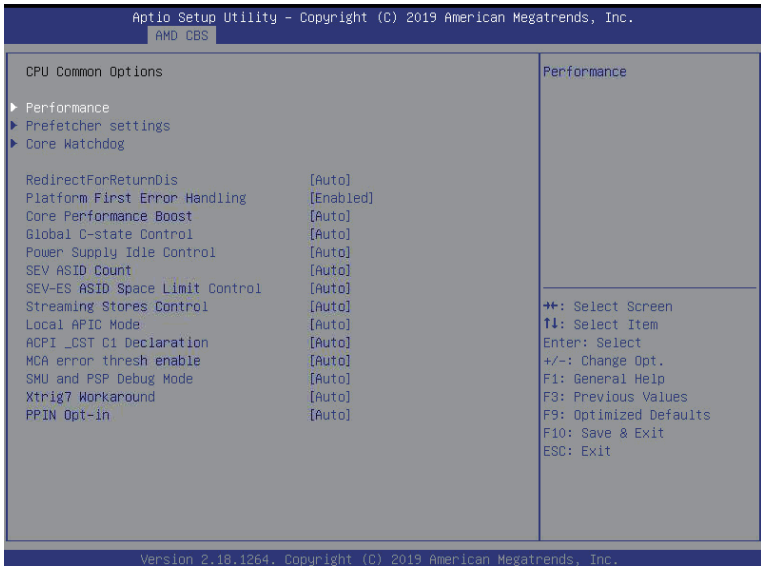 Aptio Setup Utility – Copyright (C) 2019 American Megatrends, Inc.
AMD CBS
CPU Common Options
Performance
Prefetcher settings
Core Watchdog
RedirectForReturnDis [Auto]
Platform First Error Handling [Enabled]
Core Performance Boost [Auto]
Global C-state Control [Auto]
Power Supply Idle Control [Auto]
SEV ASID Count [Auto]
SEV-ES ASID Space Limit Control [Auto]
Streaming Stores Control [Auto]
Local APIC Mode [Auto]
ACPI _CST C1 Declaration [Auto]
MCA error thresh enable [Auto]
SMU and PSP Debug Mode [Auto]
Xtrig7 Workaround [Auto]
PPIN Opt-in [Auto]
Performance
→←: Select Screen
↑↓: Select Item
Enter: Select
+/-: Change Opt.
F1: General Help
F3: Previous Values
F9: Optimized Defaults
F10: Save & Exit
ESC: Exit
Version 2.18.1264. Copyright (C) 2019 American Megatrends, Inc.